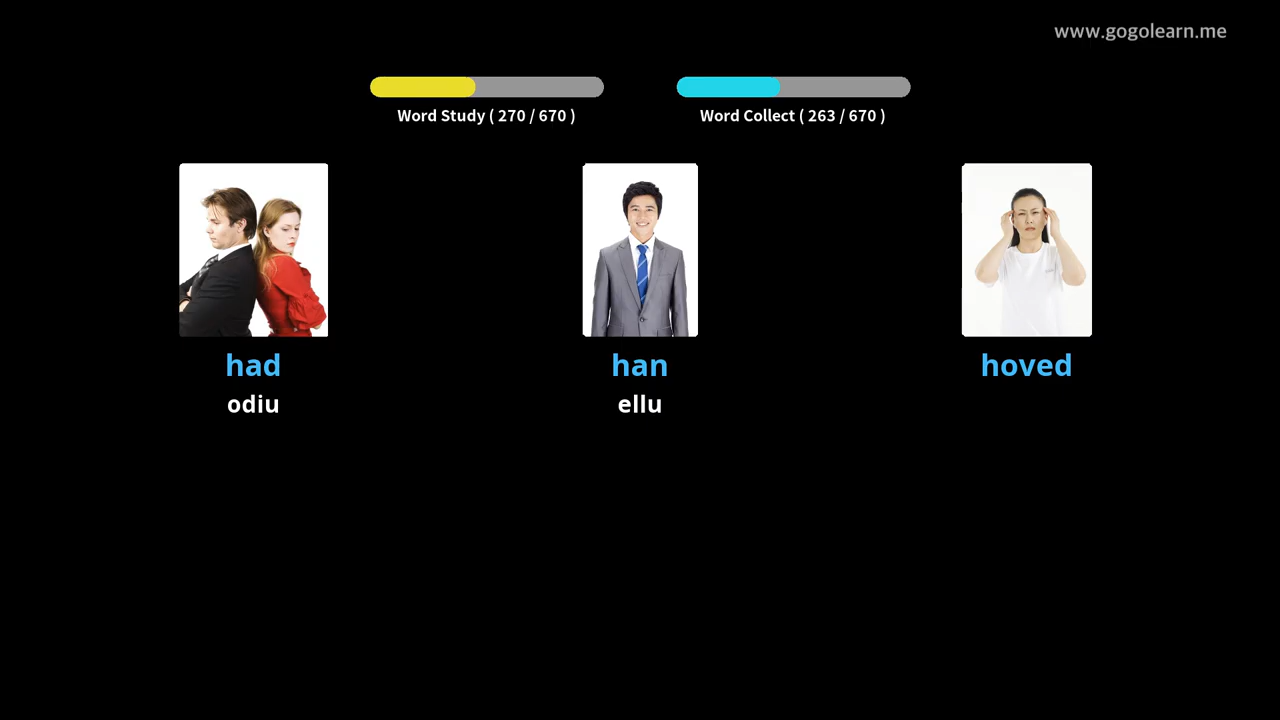 www.gogolearn.me
Word Study ( 270 / 670 )
Word Collect ( 263 / 670 )
had
han
hoved
odiu
ellu